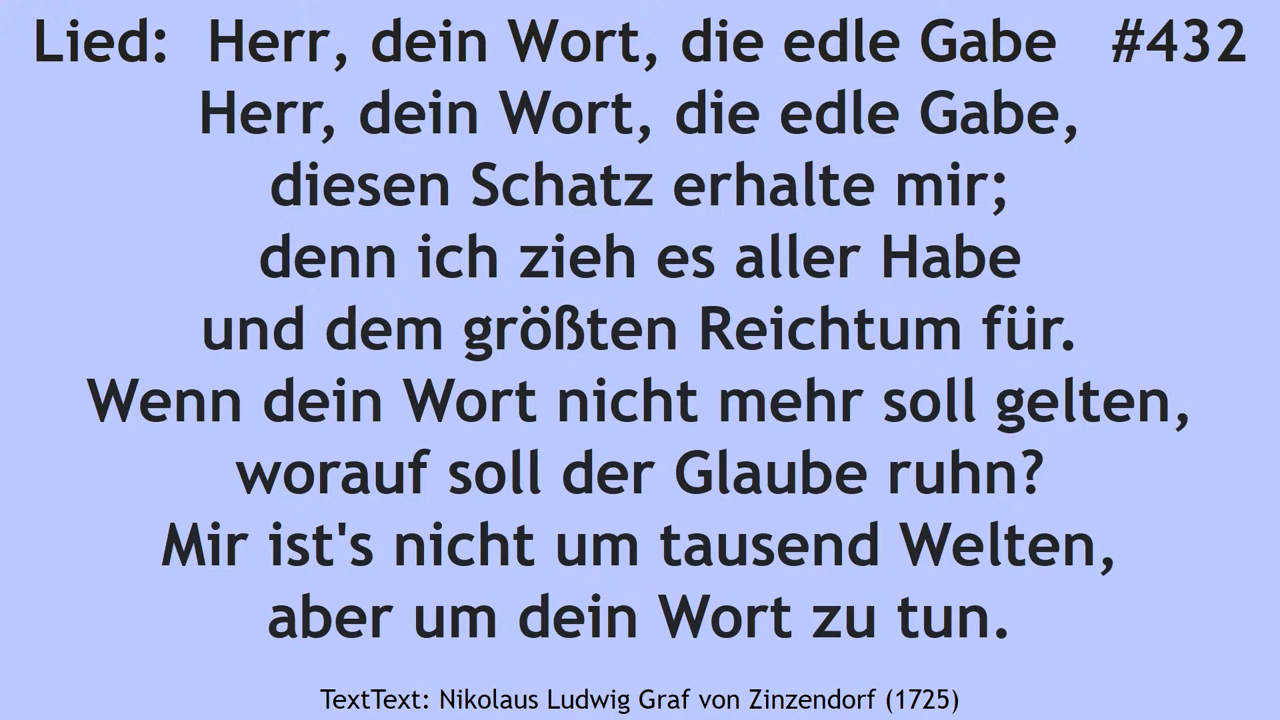 Lied: Herr, dein Wort, die edle Gabe #432
Herr, dein Wort, die edle Gabe,
diesen Schatz erhalte mir;
denn ich zieh es aller Habe
und dem größten Reichtum für.
Wenn dein Wort nicht mehr soll gelten,
worauf soll der Glaube ruhn?
Mir ist's nicht um tausend Welten,
aber um dein Wort zu tun.
TextText: Nikolaus Ludwig Graf von Zinzendorf (1725)